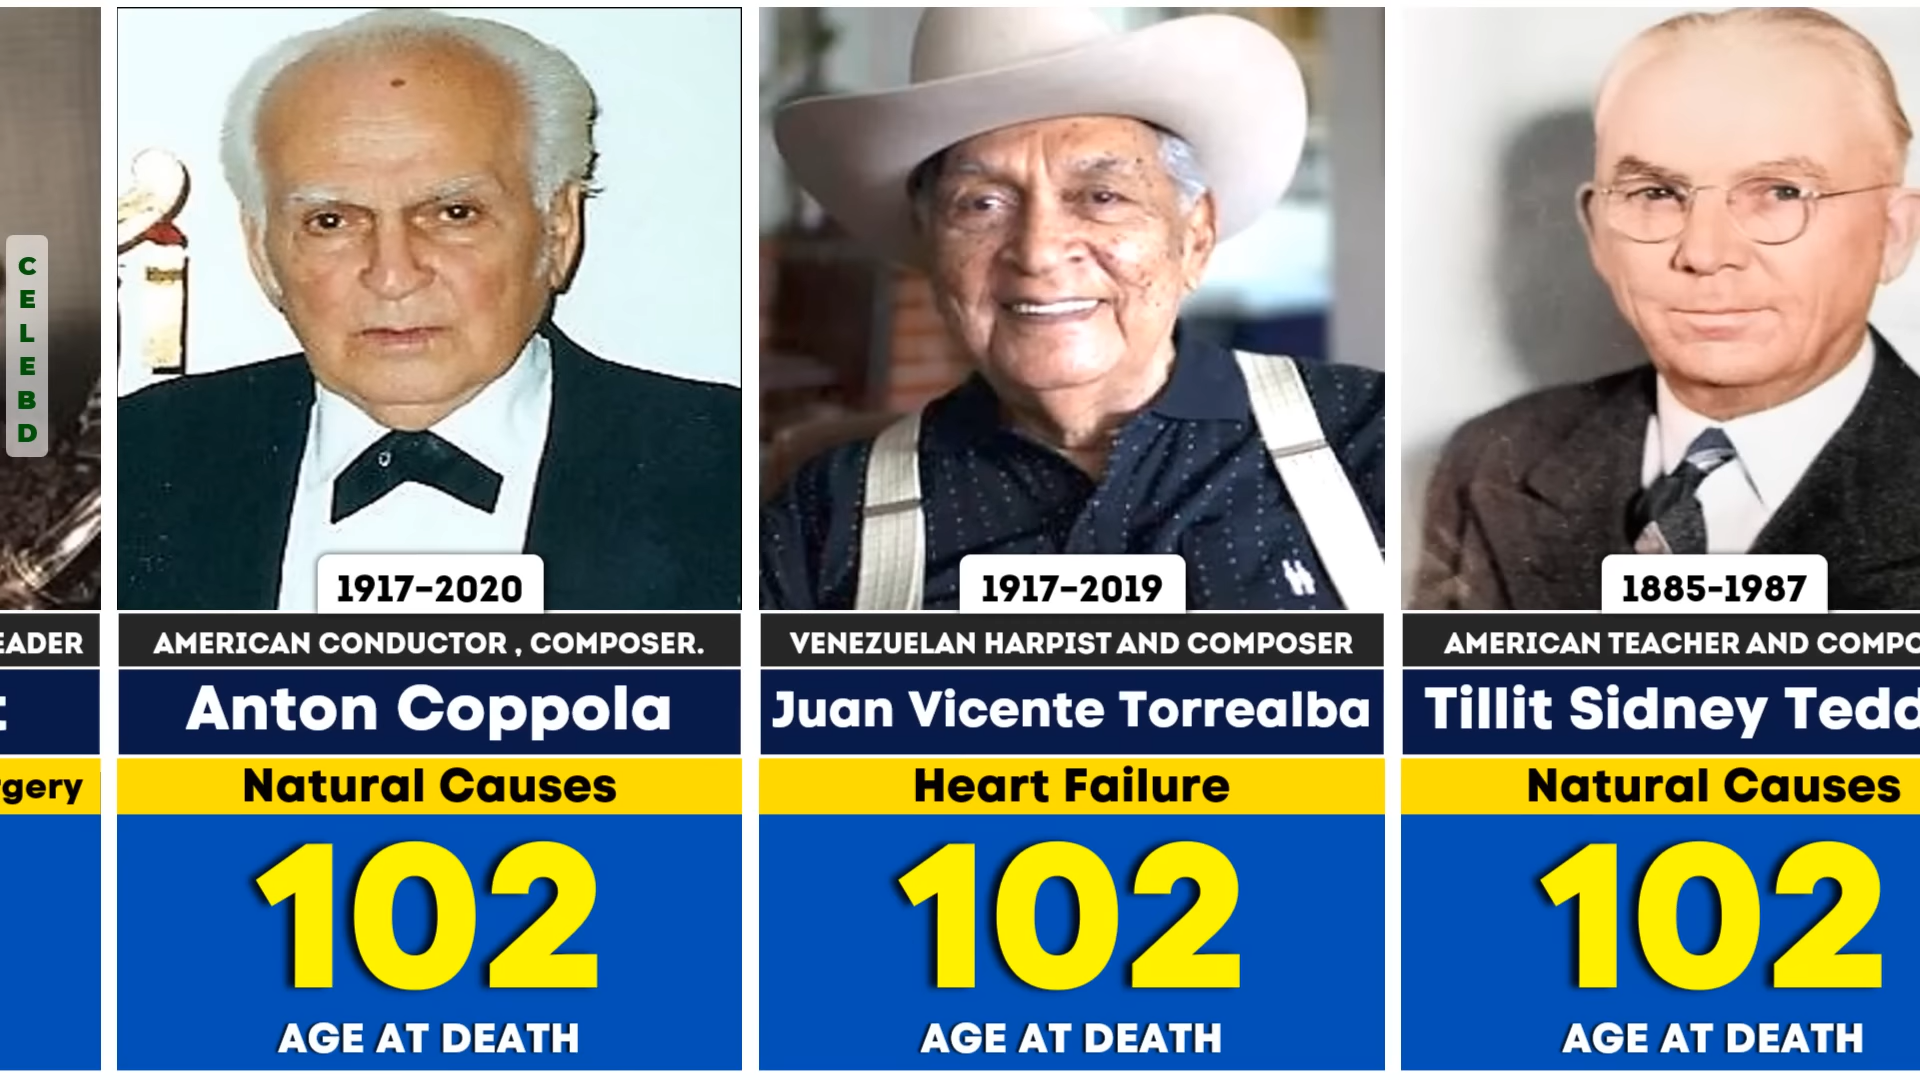 CELEBD
EADER
t
rgery
1917-2020
AMERICAN CONDUCTOR , COMPOSER.
Anton Coppola
Natural Causes
102
AGE AT DEATH
1917-2019
VENEZUELAN HARPIST AND COMPOSER
Juan Vicente Torrealba
Heart Failure
102
AGE AT DEATH
1885-1987
AMERICAN TEACHER AND COMPO
Tillit Sidney Tedd
Natural Causes
102
AGE AT DEATH